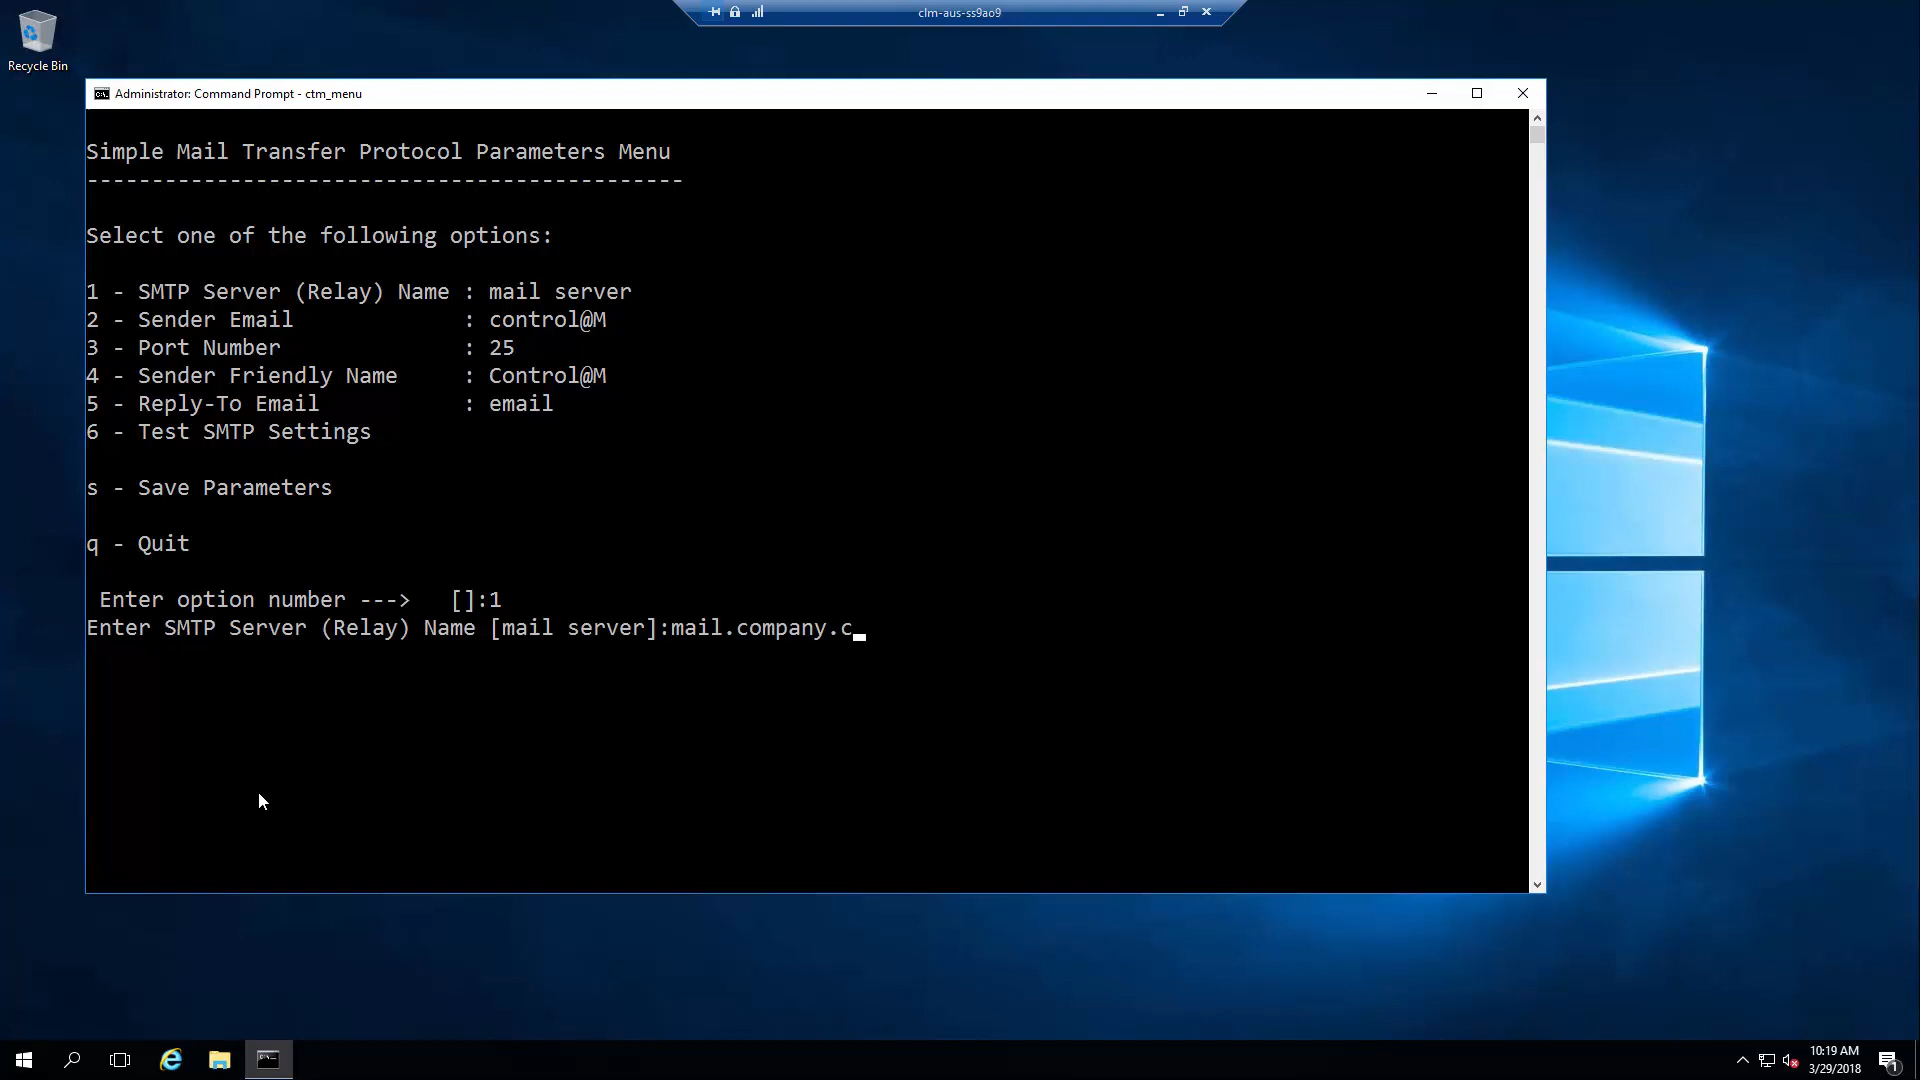 clm-aus-ss9ao9
Recycle Bin
Administrator: Command Prompt - ctm_menu
Simple Mail Transfer Protocol Parameters Menu
----------------------------------------------
Select one of the following options:
1 - SMTP Server (Relay) Name : mail server
2 - Sender Email             : control@M
3 - Port Number              : 25
4 - Sender Friendly Name     : Control@M
5 - Reply-To Email           : email
6 - Test SMTP Settings
s - Save Parameters
q - Quit
Enter option number --->   []:1
Enter SMTP Server (Relay) Name [mail server]:mail.company.c
10:19 AM
3/29/2018
1